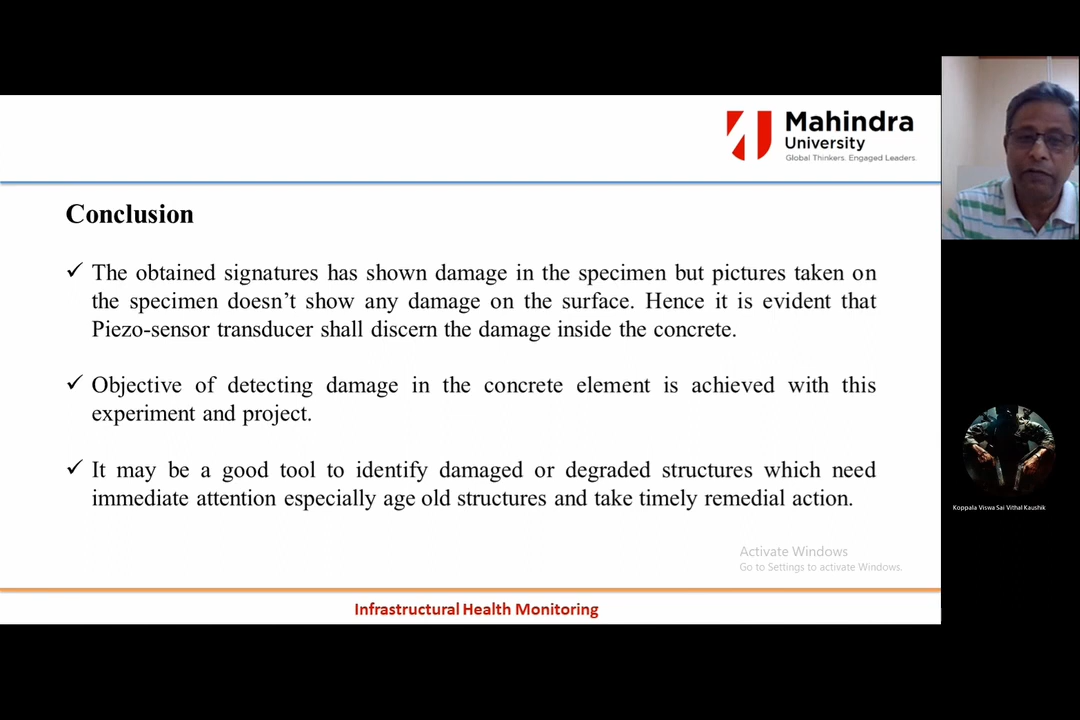 Mahindra
University
Global Thinkers. Engaged Leaders.
Conclusion
✓ The obtained signatures has shown damage in the specimen but pictures taken on
the specimen doesn’t show any damage on the surface. Hence it is evident that
Piezo-sensor transducer shall discern the damage inside the concrete.
✓ Objective of detecting damage in the concrete element is achieved with this
experiment and project.
✓ It may be a good tool to identify damaged or degraded structures which need
immediate attention especially age old structures and take timely remedial action.
Koppala Viswa Sai Vithal Kaushik
Activate Windows
Go to Settings to activate Windows.
Infrastructural Health Monitoring